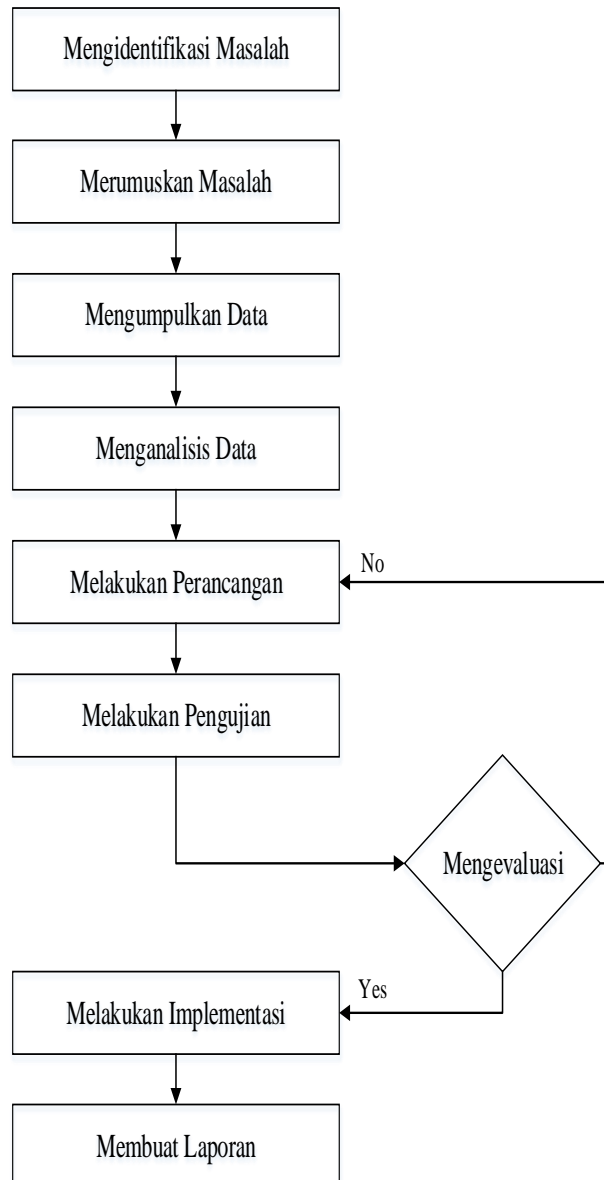 Mengidentifikasi Masalah
Merumuskan Masalah
Mengumpulkan Data
Menganalisis Data
Melakukan Perancangan
No
Melakukan Pengujian
Mengevaluasi
Yes
Melakukan Implementasi
Membuat Laporan